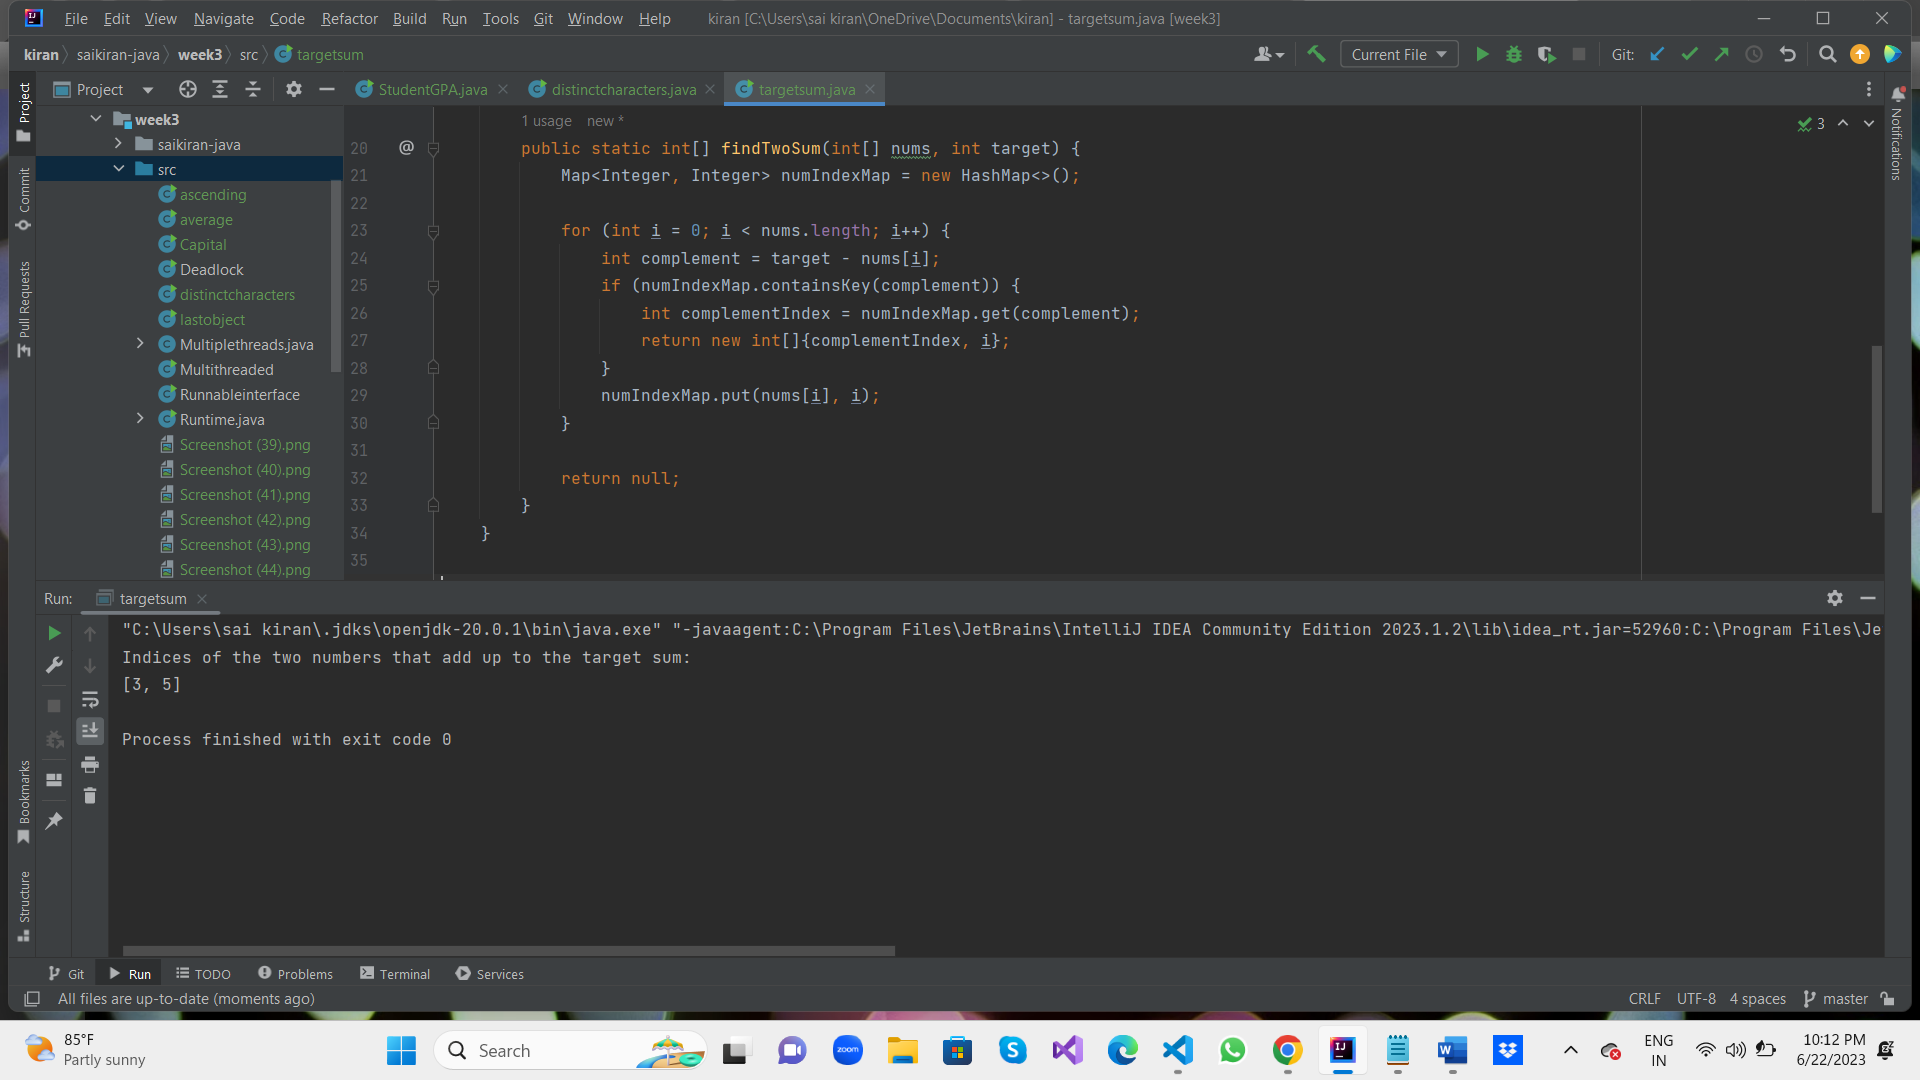 File Edit View Navigate Code Refactor Build Run Tools Git Window Help kiran [C:\Users\sai kiran\OneDrive\Documents\kiran] - targetsum.java [week3]
kiran saikiran-java week3 src targetsum
Current File Git:
Project StudentGPA.java distinctcharacters.java targetsum.java
Project
Commit
Pull Requests
Bookmarks
Structure
Notifications
week3
saikiran-java
src
ascending
average
Capital
Deadlock
distinctcharacters
lastobject
Multiplethreads.java
Multithreaded
Runnableinterface
Runtime.java
Screenshot (39).png
Screenshot (40).png
Screenshot (41).png
Screenshot (42).png
Screenshot (43).png
Screenshot (44).png
1 usage new *
3
20 @ public static int[] findTwoSum(int[] nums, int target) {
21 Map<Integer, Integer> numIndexMap = new HashMap<>();
22
23 for (int i = 0; i < nums.length; i++) {
24 int complement = target - nums[i];
25 if (numIndexMap.containsKey(complement)) {
26 int complementIndex = numIndexMap.get(complement);
27 return new int[]{complementIndex, i};
28 }
29 numIndexMap.put(nums[i], i);
30 }
31
32 return null;
33 }
34 }
35
Run: targetsum
"C:\Users\sai kiran\.jdks\openjdk-20.0.1\bin\java.exe" "-javaagent:C:\Program Files\JetBrains\IntelliJ IDEA Community Edition 2023.1.2\lib\idea_rt.jar=52960:C:\Program Files\Je
Indices of the two numbers that add up to the target sum:
[3, 5]
Process finished with exit code 0
Git Run TODO Problems Terminal Services
All files are up-to-date (moments ago) CRLF UTF-8 4 spaces master
85°F
Partly sunny
Search
zoom
ENG
IN
10:12 PM
6/22/2023